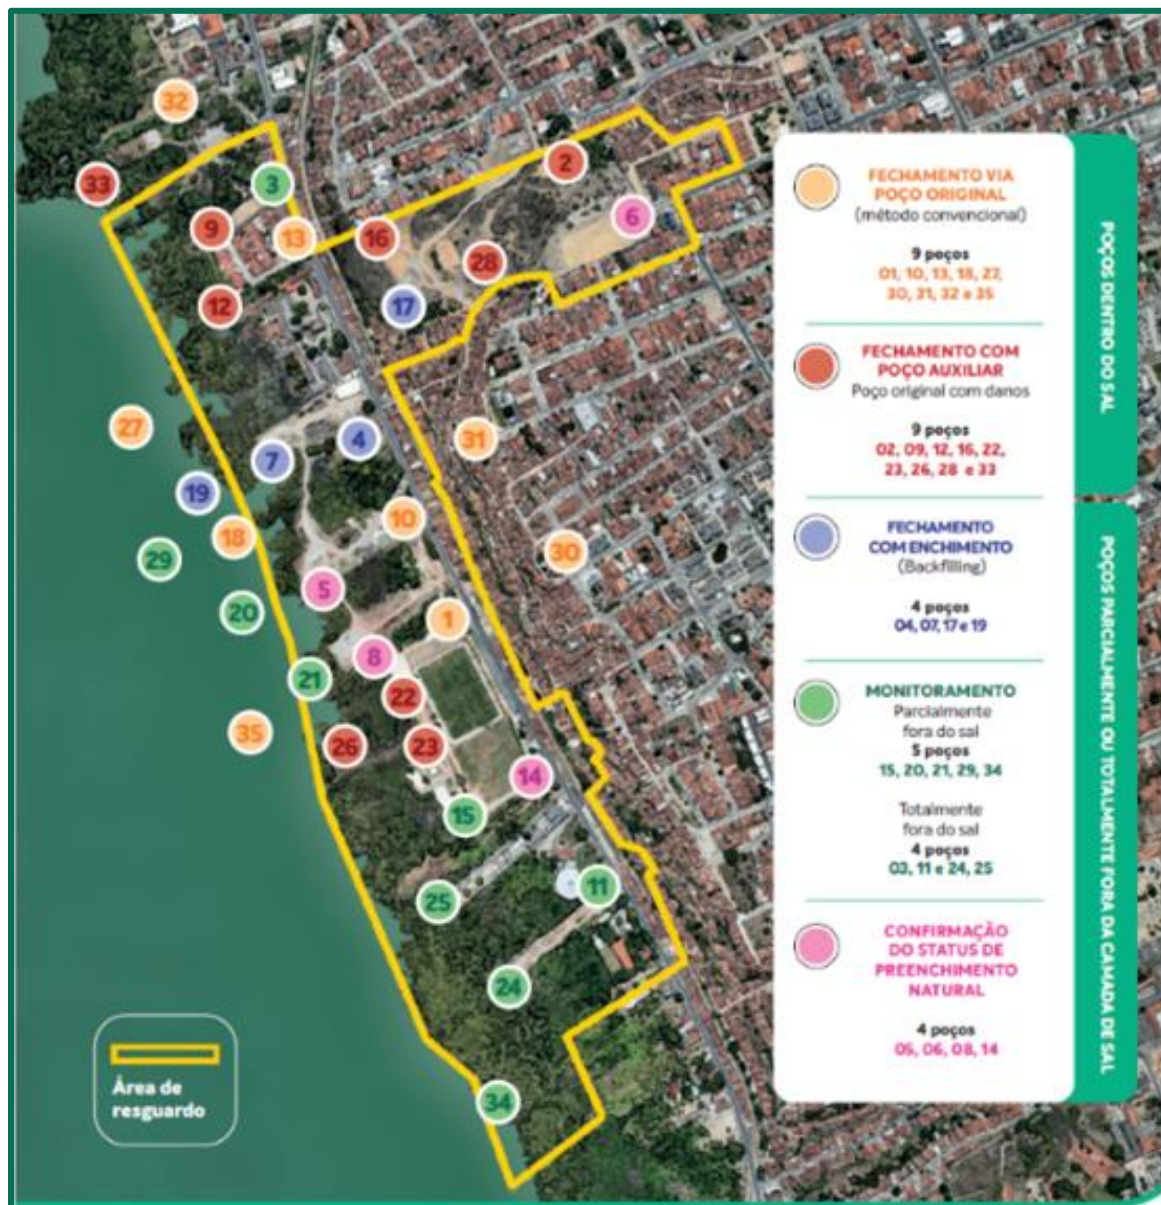 32
33
3
2
9
13
16
6
28
12
17
27
4
31
7
19
10
18
30
29
5
20
1
8
21
22
35
26
23
14
15
11
25
24
34
Área de
resguardo
FECHAMENTO VIA
POÇO ORIGINAL
(método convencional)
9 poços
01, 10, 13, 18, 27,
30, 31, 32 e 35
FECHAMENTO COM
POÇO AUXILIAR
Poço original com danos
9 poços
02, 09, 12, 16, 22,
23, 26, 28 e 33
FECHAMENTO
COM ENCHIMENTO
(Backfilling)
4 poços
04, 07, 17 e 19
MONITORAMENTO
Parcialmente
fora do sal
5 poços
15, 20, 21, 29, 34
Totalmente
fora do sal
4 poços
03, 11 e 24, 25
CONFIRMAÇÃO
DO STATUS DE
PREENCHIMENTO
NATURAL
4 poços
05, 06, 08, 14
POÇOS DENTRO DO SAL
POÇOS PARCIALMENTE OU TOTALMENTE FORA DA CAMADA DE SAL